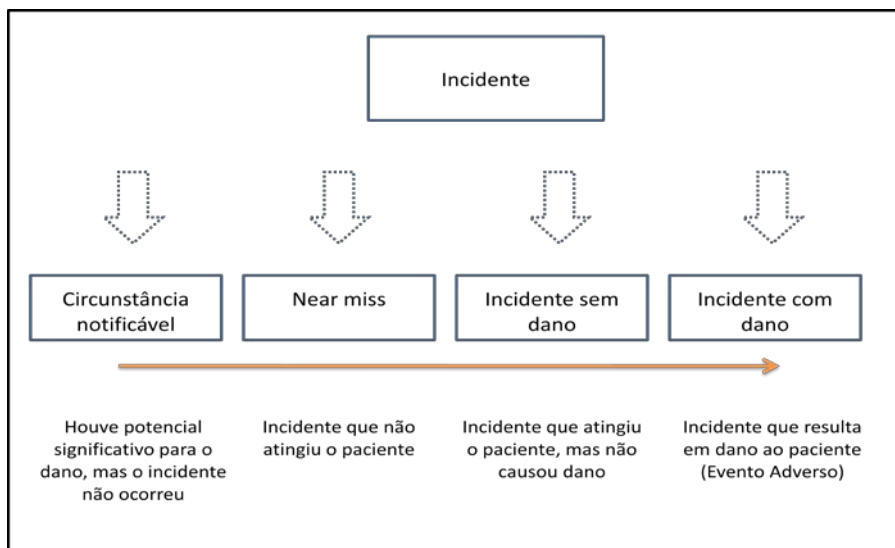 Incidente
Circunstância
notificável
Near miss
Incidente sem
dano
Incidente com
dano
Houve potencial
significativo para o
dano, mas o incidente
não ocorreu
Incidente que não
atingiu o paciente
Incidente que atingiu
o paciente, mas não
causou dano
Incidente que resulta
em dano ao paciente
(Evento Adverso)